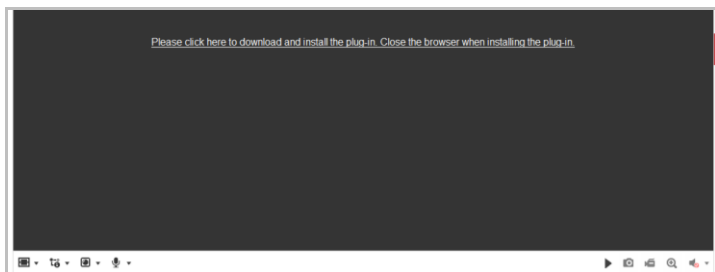 Please click here to download and install the plug-in. Close the browser when installing the plug-in.